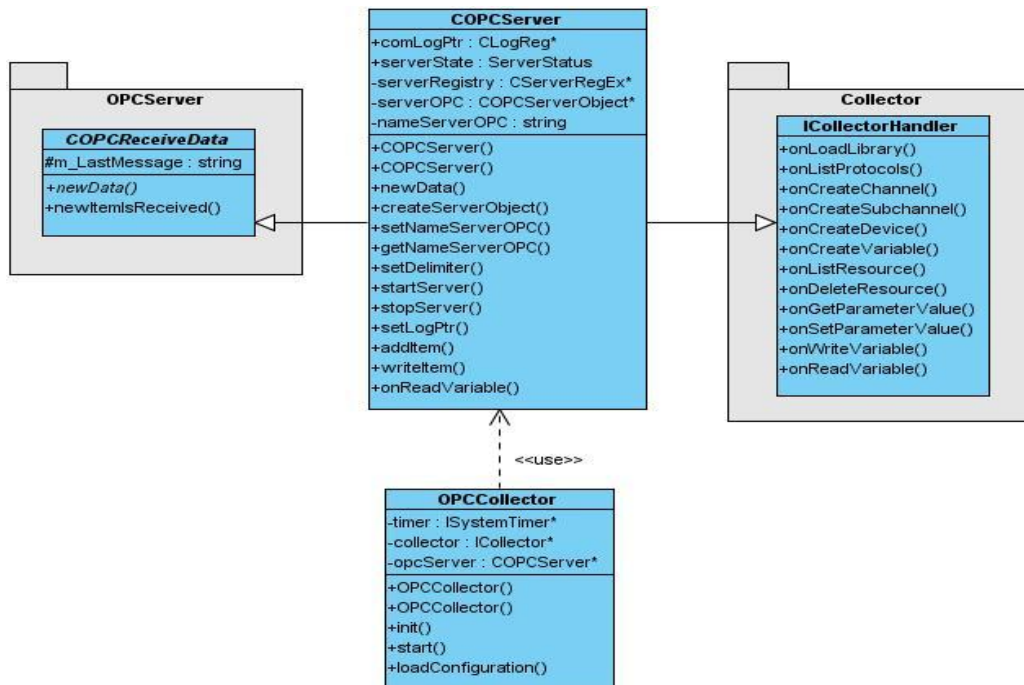 COPCServer
+comLogPtr : CLogReg*
+serverState : ServerStatus
-serverRegistry : CServerRegEx*
-serverOPC : COPCServerObject*
-nameServerOPC : string
+COPCServer()
+COPCServer()
+newData()
+createServerObject()
+setNameServerOPC()
+getNameServerOPC()
+setDelimiter()
+startServer()
+stopServer()
+setLogPtr()
+addItem()
+writeItem()
+onReadVariable()
OPCServer
COPCReceiveData
#m_LastMessage : string
+newData()
+newItemIsReceived()
Collector
ICollectorHandler
+onLoadLibrary()
+onListProtocols()
+onCreateChannel()
+onCreateSubchannel()
+onCreateDevice()
+onCreateVariable()
+onListResource()
+onDeleteResource()
+onGetParameterValue()
+onSetParameterValue()
+onWriteVariable()
+onReadVariable()
<<use>>
OPCCollector
-timer : ISystemTimer*
-collector : ICollector*
-opcServer : COPCServer*
+OPCCollector()
+OPCCollector()
+init()
+start()
+loadConfiguration()